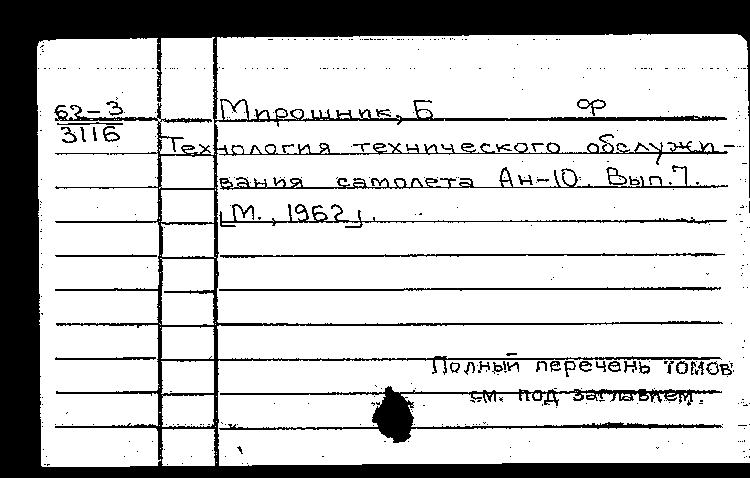 62-3
3116
Мирошник, Б ф
Технология технического обслужи-
вания самолета Ан-10. Вып.7.
[М., 1962].
Полный перечень томов
см. под заглавием.